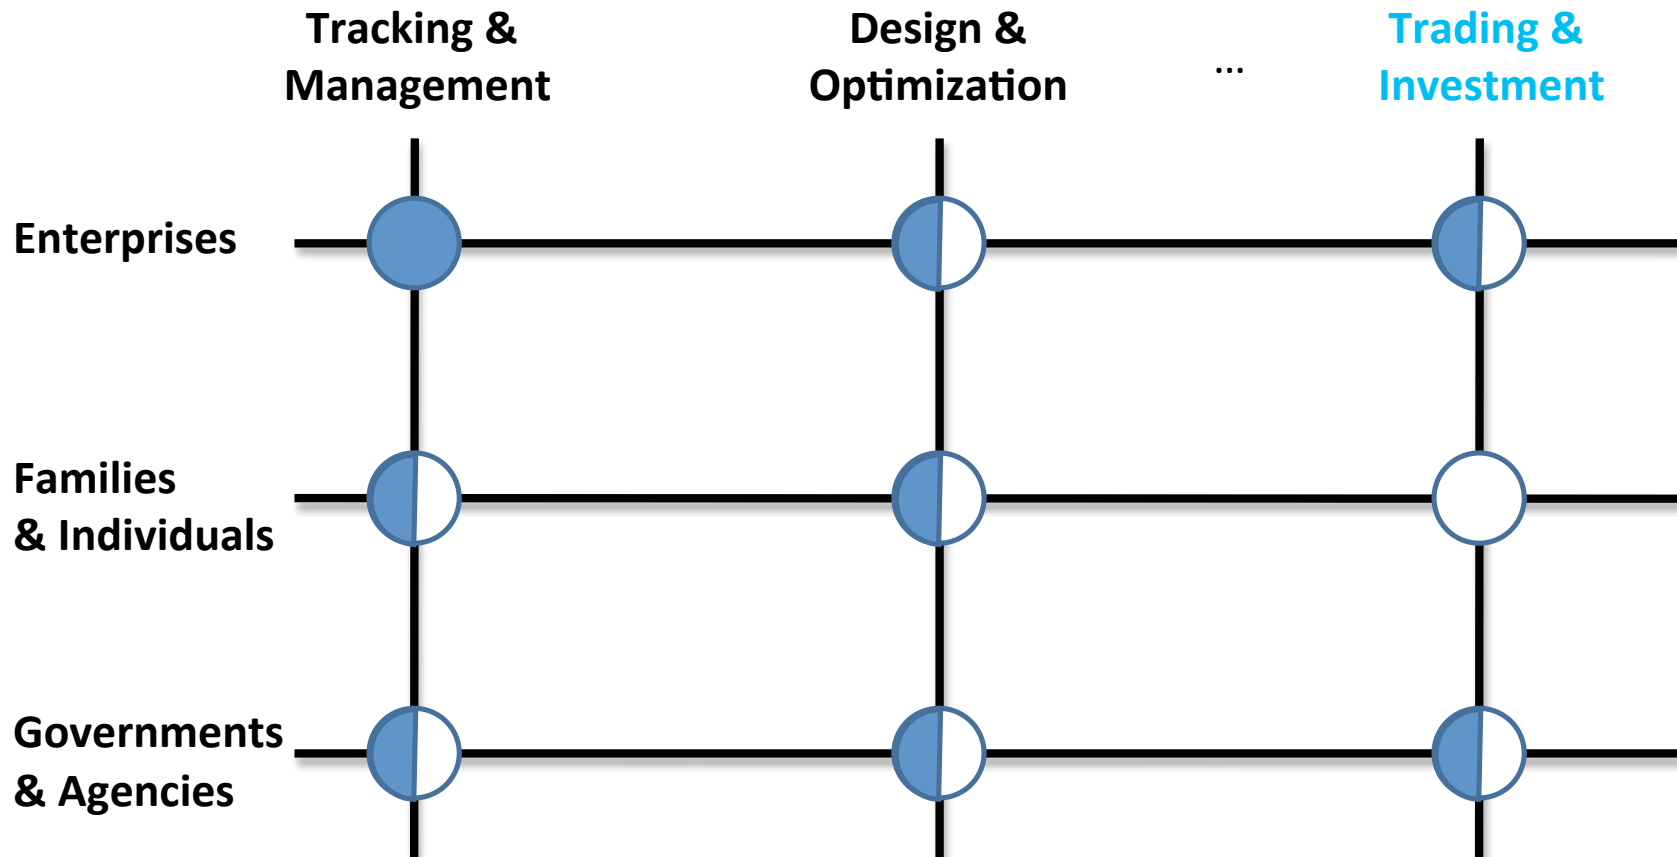 Tracking &
Management
Design &
Optimization
...
Trading &
Investment
Enterprises
Families
& Individuals
Governments
& Agencies